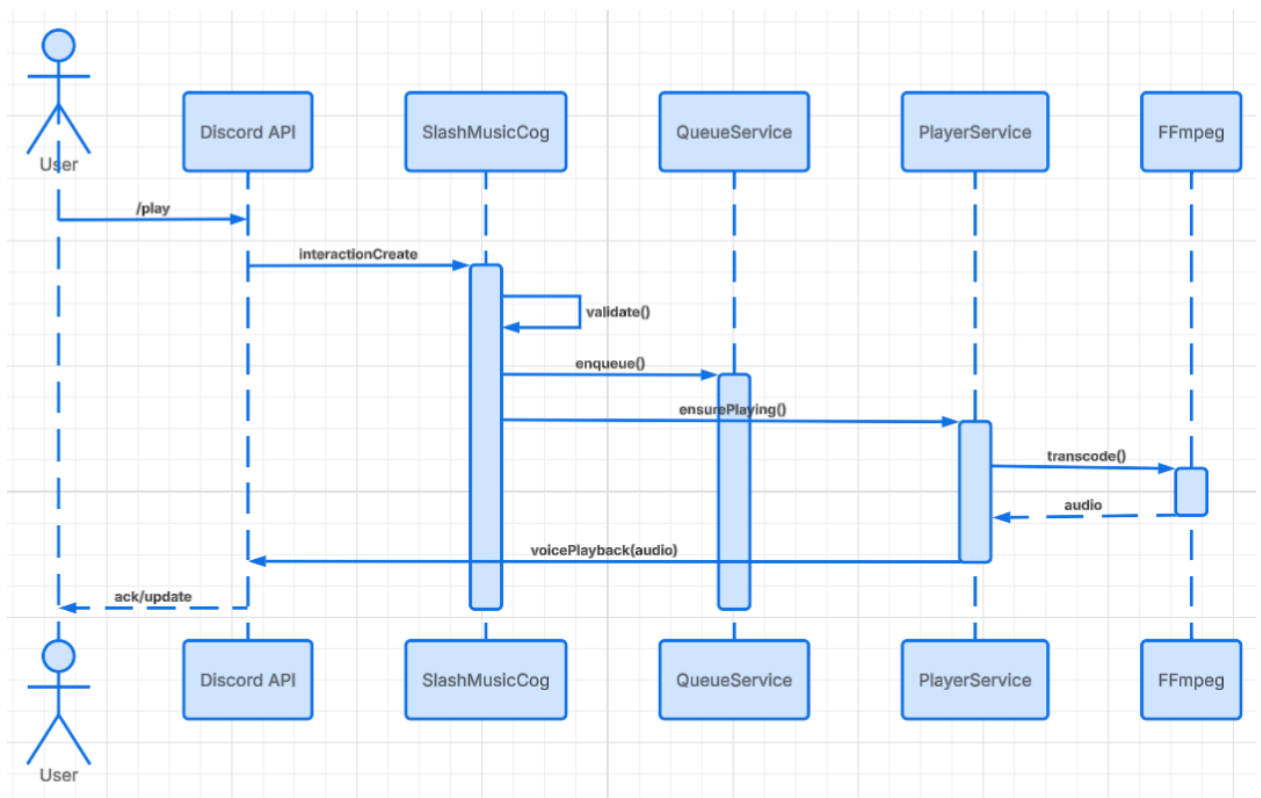 User
Discord API
SlashMusicCog
QueueService
PlayerService
FFmpeg
/play
interactionCreate
validate()
enqueue()
ensurePlaying()
transcode()
audio
voicePlayback(audio)
ack/update
Discord API
SlashMusicCog
QueueService
PlayerService
FFmpeg
User